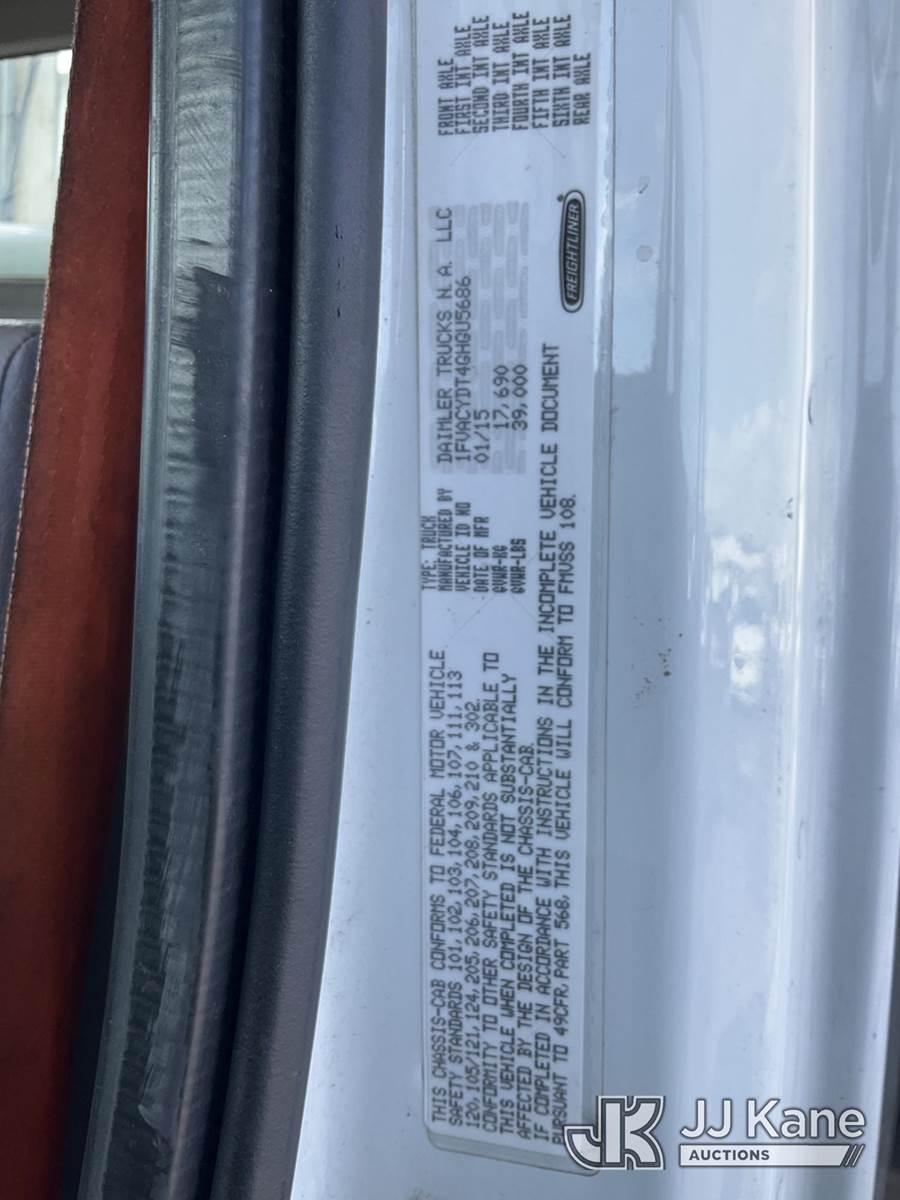 THIS CHASSIS-CAB CONFORMS TO FEDERAL MOTOR VEHICLE
SAFETY STANDARDS 101, 102, 103, 104, 106, 107, 111, 113
120, 105/121, 124, 205, 206, 207, 208, 209, 210 & 302.
CONFORMITY TO OTHER SAFETY STANDARDS APPLICABLE TO
THIS VEHICLE WHEN COMPLETED IS NOT SUBSTANTIALLY
AFFECTED BY THE DESIGN OF THE CHASSIS-CAB.
IF COMPLETED IN ACCORDANCE WITH INSTRUCTIONS IN THE INCOMPLETE VEHICLE DOCUMENT
PURSUANT TO 49CFR, PART 568, THIS VEHICLE WILL CONFORM TO FMVSS 108.
TYPE: TRUCK
MANUFACTURED BY DAIMLER TRUCKS N.A. LLC
VEHICLE ID NO 1FVACYDT4GHGU5686
DATE OF MFR 01/15
GVWR-KG 17,690
GVWR-LBS 39,000
FRONT AXLE
FIRST INT AXLE
SECOND INT AXLE
THIRD INT AXLE
FOURTH INT AXLE
FIFTH INT AXLE
SIXTH INT AXLE
REAR AXLE
FREIGHTLINER
JK JJ Kane
AUCTIONS